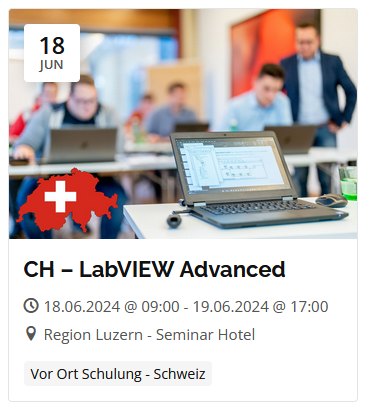 18
JUN
CH – LabVIEW Advanced
18.06.2024 @ 09:00 - 19.06.2024 @ 17:00
Region Luzern - Seminar Hotel
Vor Ort Schulung - Schweiz